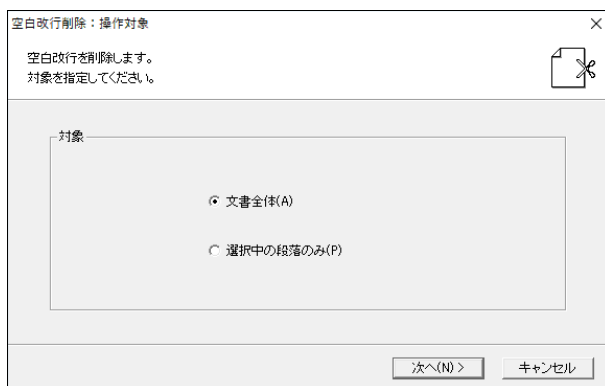 空白改行削除：操作対象
空白改行を削除します。
対象を指定してください。
対象
文書全体(A)
選択中の段落のみ(P)
次へ(N) >
キャンセル